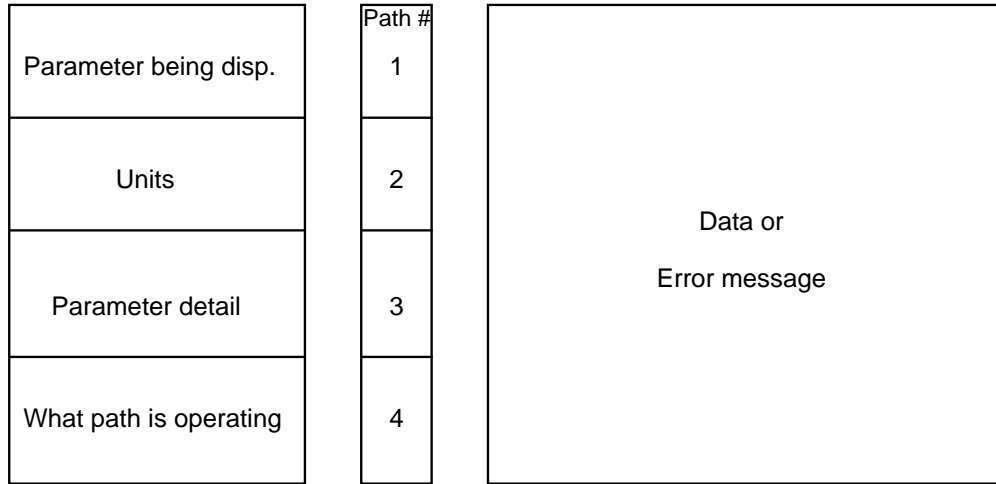 Path #
Parameter being disp.
1
Units
2
Parameter detail
3
What path is operating
4
Data or
Error message